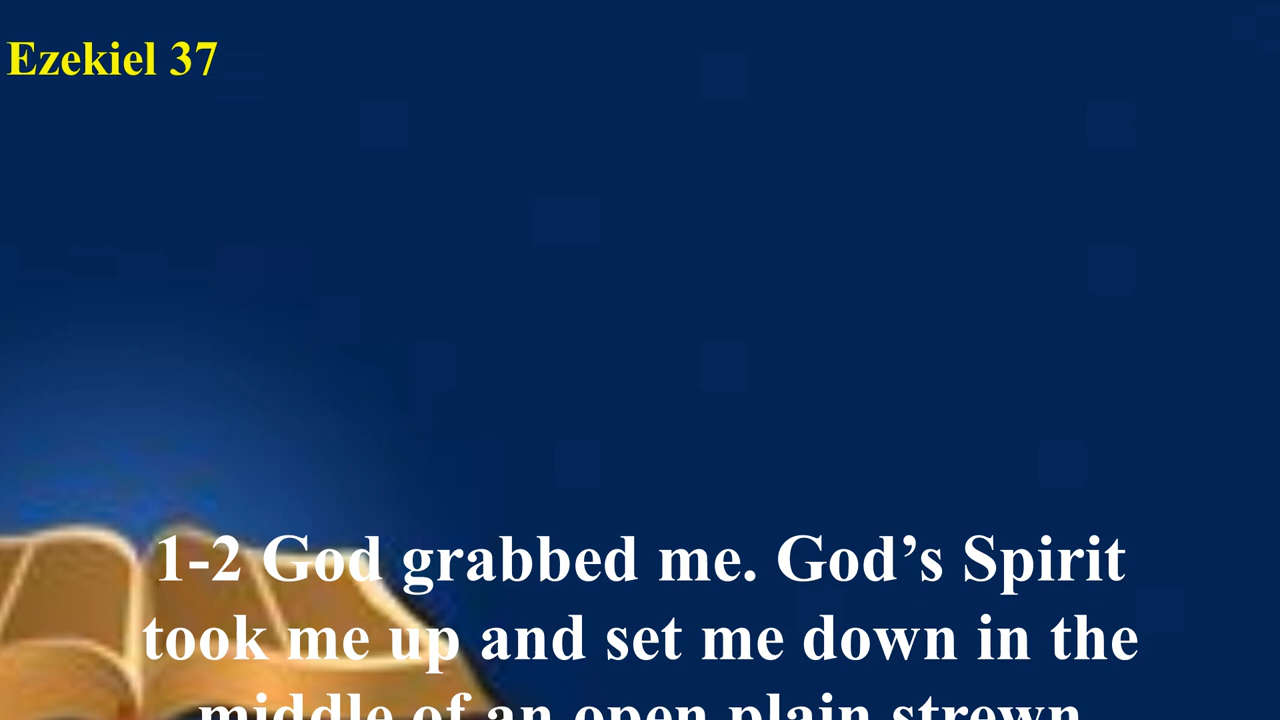 Ezekiel 37
1-2 God grabbed me. God’s Spirit
took me up and set me down in the
middle of an open plain strewn